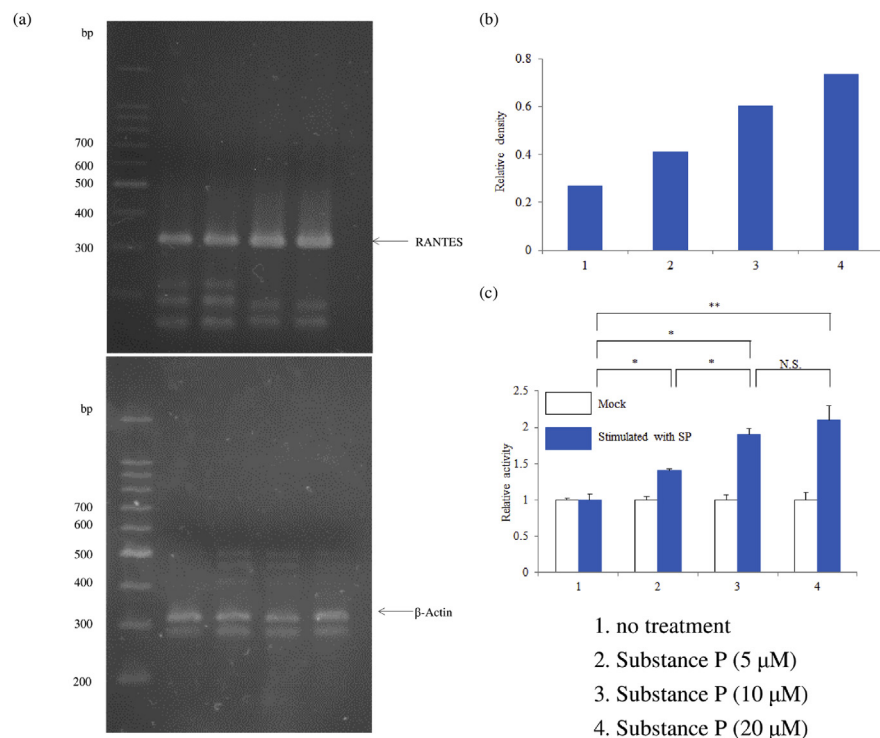 (a)
bp
700
600
500
400
300
RANTES
bp
700
600
500
400
300
200
β-Actin
(b)
Relative density
0.8
0.6
0.4
0.2
0
1 2 3 4
(c)
**
*
* * N.S.
Relative activity
2.5
2
1.5
1
0.5
0
Mock
Stimulated with SP
1 2 3 4
1. no treatment
2. Substance P (5 μM)
3. Substance P (10 μM)
4. Substance P (20 μM)